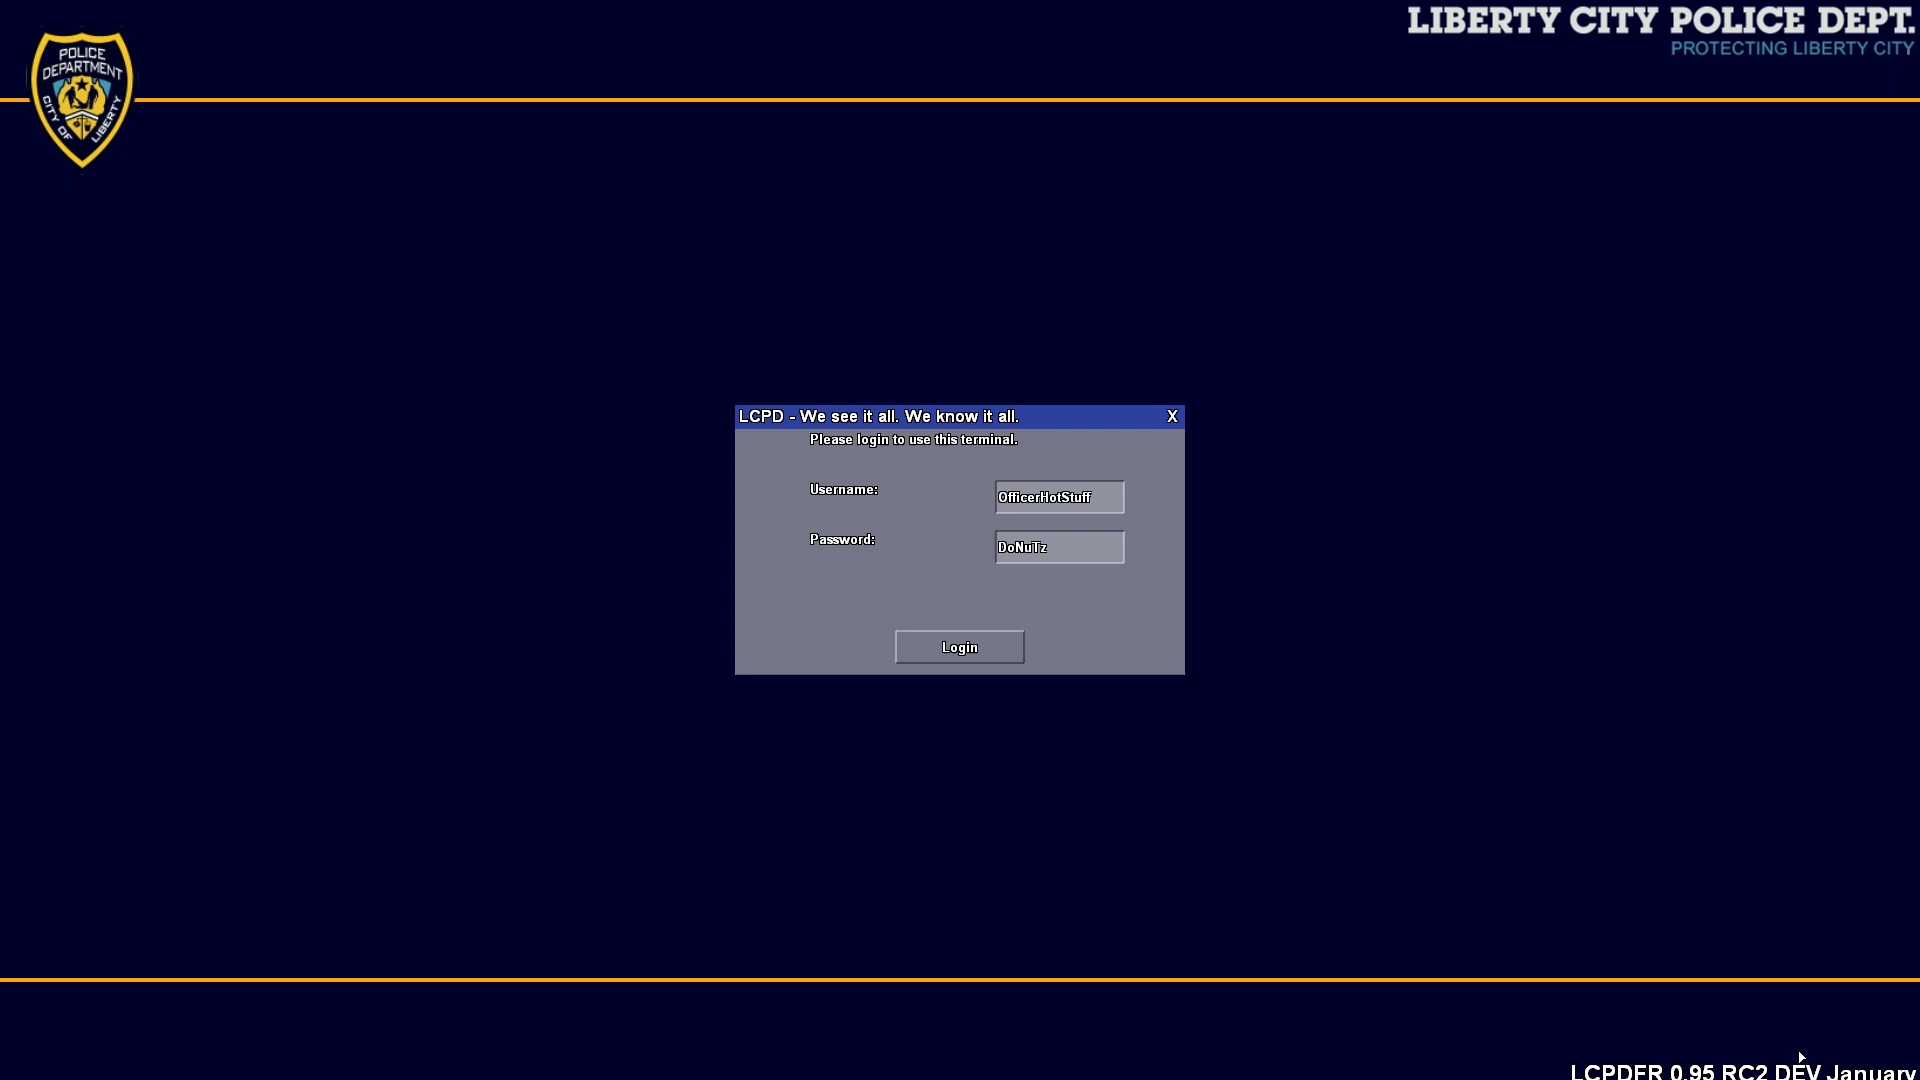 LIBERTY CITY POLICE DEPT.
PROTECTING LIBERTY CITY
POLICE
DEPARTMENT
CITY OF LIBERTY
LCPD - We see it all. We know it all. X
Please login to use this terminal.
Username: OfficerHotStuff
Password: DoNuTz
Login
LCPDFR 0.95 RC2 DEV January